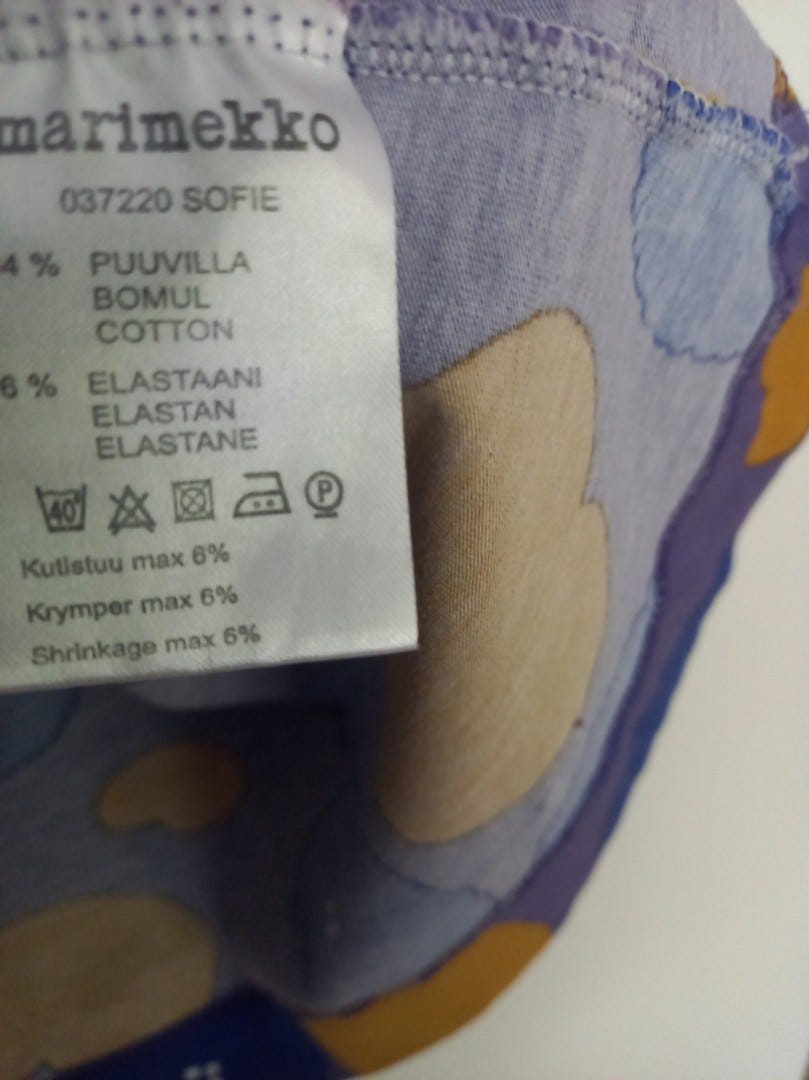 marimekko
037220 SOFIE
4 % PUUVILLA
BOMUL
COTTON
6 % ELASTAANI
ELASTAN
ELASTANE
40° P
Kutistuu max 6%
Krymper max 6%
Shrinkage max 6%